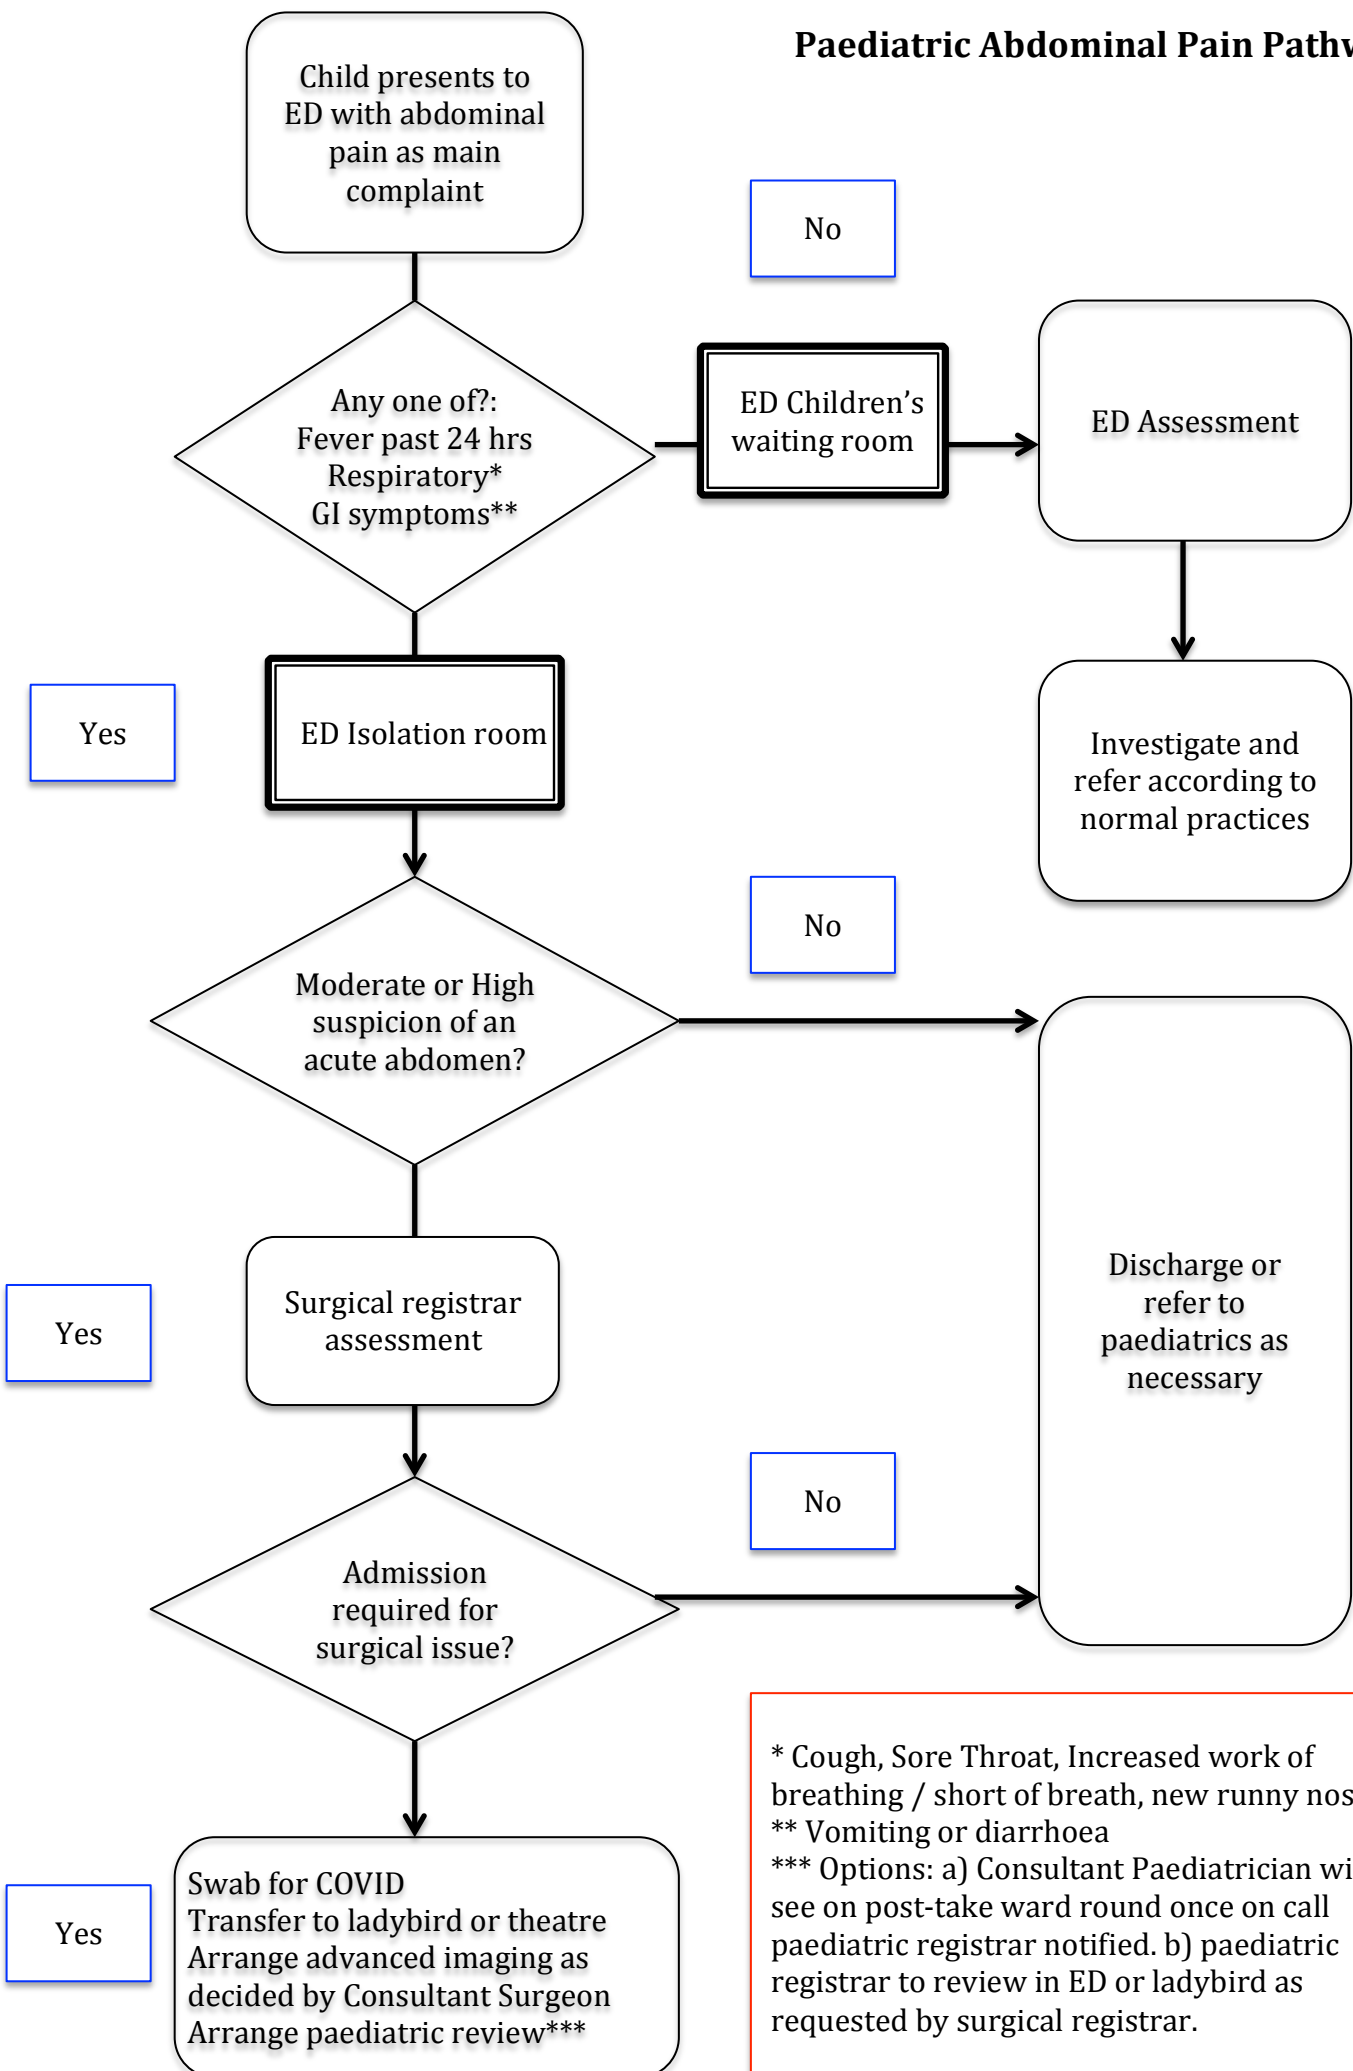 Paediatric Abdominal Pain Pathw
Child presents to
ED with abdominal
pain as main
complaint
No
Any one of?:
Fever past 24 hrs
Respiratory*
GI symptoms**
ED Children’s
waiting room
ED Assessment
Yes
ED Isolation room
Investigate and
refer according to
normal practices
No
Moderate or High
suspicion of an
acute abdomen?
Yes
Surgical registrar
assessment
Discharge or
refer to
paediatrics as
necessary
No
Admission
required for
surgical issue?
Yes
Swab for COVID
Transfer to ladybird or theatre
Arrange advanced imaging as
decided by Consultant Surgeon
Arrange paediatric review***
* Cough, Sore Throat, Increased work of
breathing / short of breath, new runny nos
** Vomiting or diarrhoea
*** Options: a) Consultant Paediatrician wi
see on post-take ward round once on call
paediatric registrar notified. b) paediatric
registrar to review in ED or ladybird as
requested by surgical registrar.